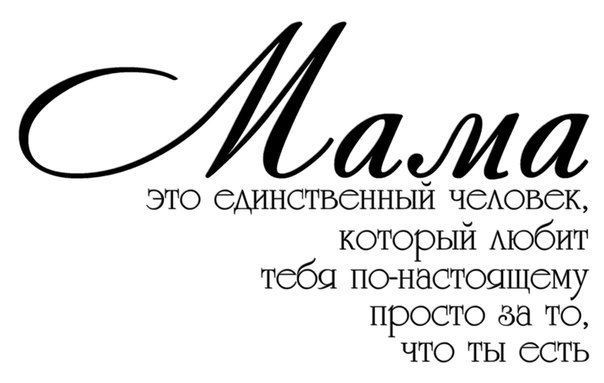 Мама
это единственный человек,
который любит
тебя по-настоящему
просто за то,
что ты есть